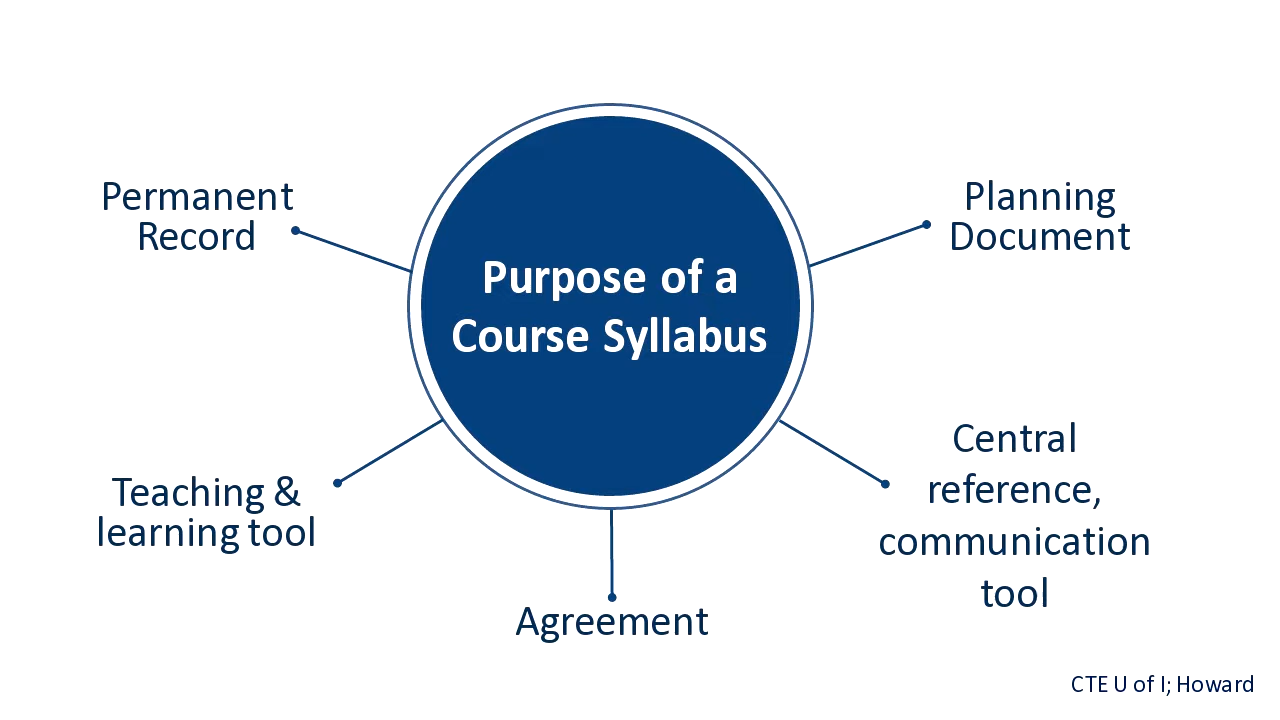 Purpose of a
Course Syllabus
Permanent
Record
Planning
Document
Teaching &
learning tool
Agreement
Central
reference,
communication
tool
CTE U of I; Howard